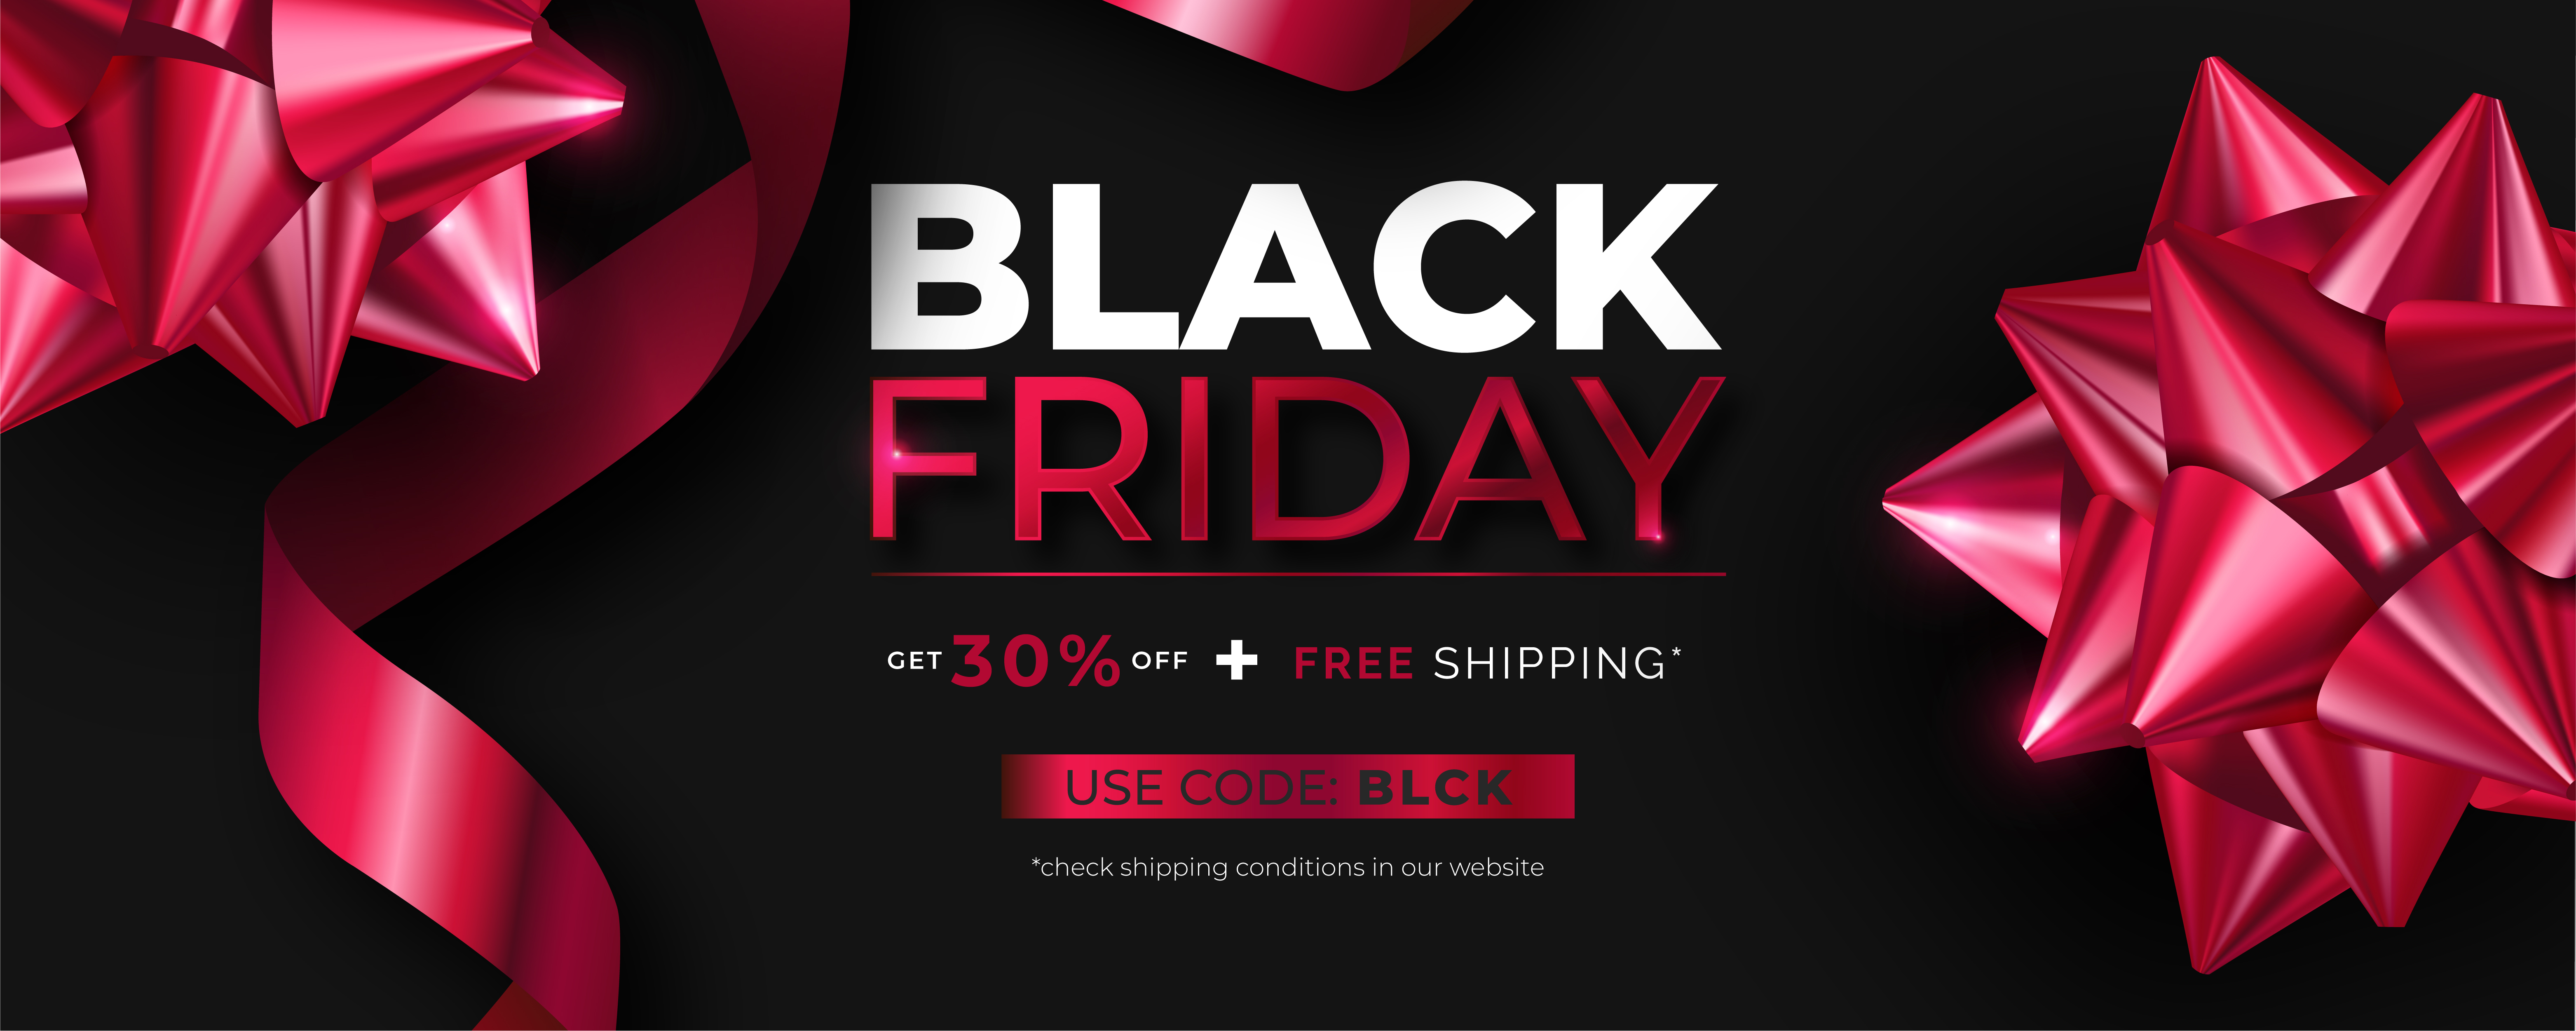 BLACK
FRIDAY
GET 30% OFF + FREE SHIPPING*
USE CODE: BLCK
*check shipping conditions in our website